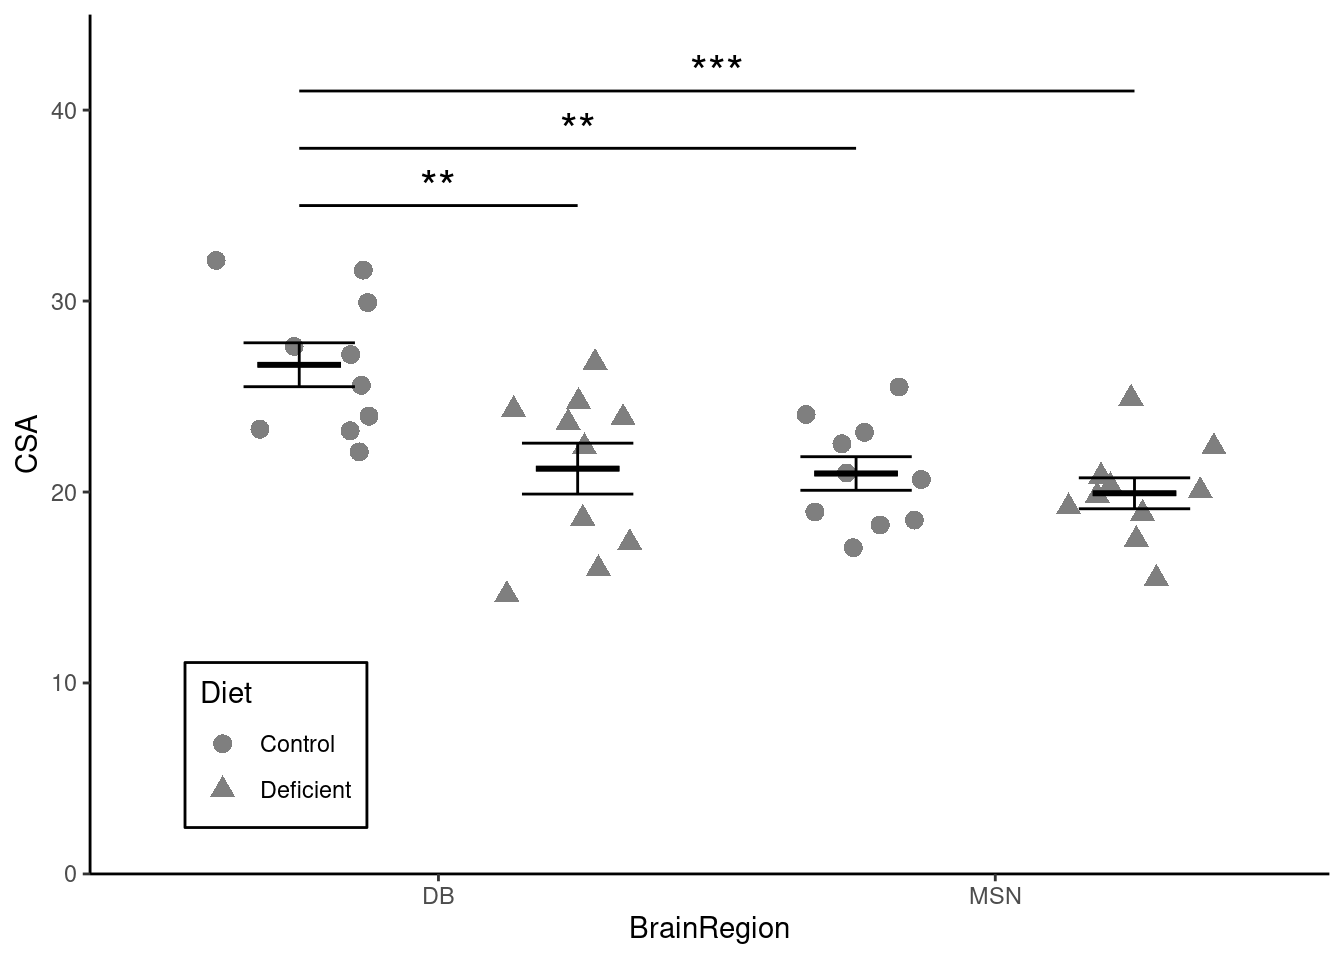 ***
40
**
**
CSA
30
20
10
Diet
Control
Deficient
0
DB
MSN
BrainRegion